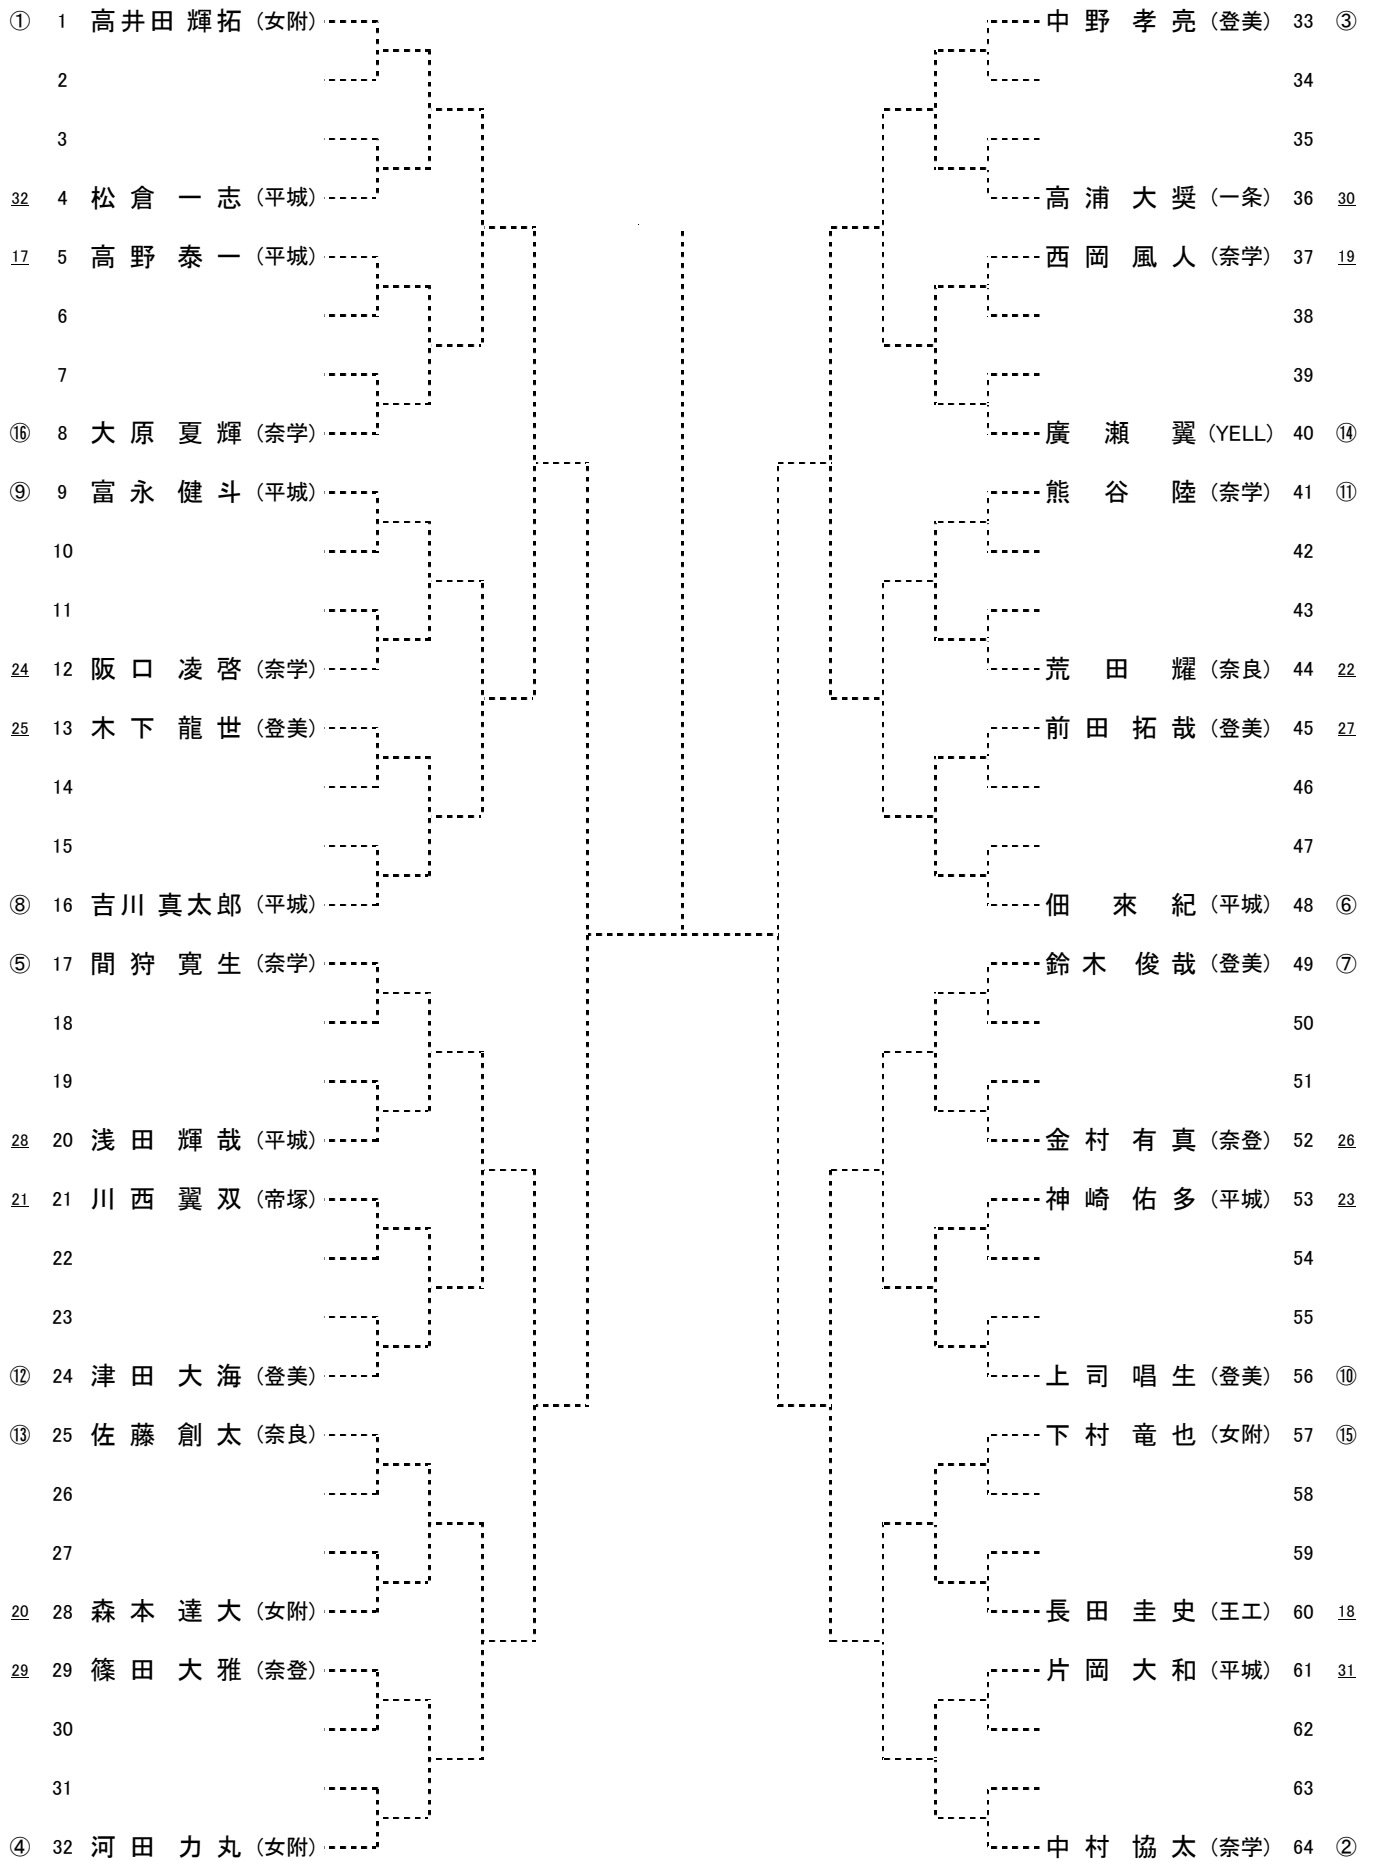 ① 1 高井田 輝拓 (女附)
2
3
32 4 松倉 一志 (平城)
17 5 高野 泰一 (平城)
6
7
⑯ 8 大原 夏輝 (奈学)
⑨ 9 富永 健斗 (平城)
10
11
24 12 阪口 凌啓 (奈学)
25 13 木下 龍世 (登美)
14
15
⑧ 16 吉川 真太郎 (平城)
⑤ 17 間狩 寛生 (奈学)
18
19
28 20 浅田 輝哉 (平城)
21 21 川西 翼双 (帝塚)
22
23
⑫ 24 津田 大海 (登美)
⑬ 25 佐藤 創太 (奈良)
26
27
20 28 森本 達大 (女附)
29 29 篠田 大雅 (奈登)
30
31
④ 32 河田 力丸 (女附)
中野 孝亮 (登美) 33 ③
34
35
高浦 大奨 (一条) 36 30
西岡 風人 (奈学) 37 19
38
39
廣瀬 翼 (YELL) 40 ⑭
熊谷 陸 (奈学) 41 ⑪
42
43
荒田 耀 (奈良) 44 22
前田 拓哉 (登美) 45 27
46
47
佃 來紀 (平城) 48 ⑥
鈴木 俊哉 (登美) 49 ⑦
50
51
金村 有真 (奈登) 52 26
神崎 佑多 (平城) 53 23
54
55
上司 唱生 (登美) 56 ⑩
下村 竜也 (女附) 57 ⑮
58
59
長田 圭史 (王工) 60 18
片岡 大和 (平城) 61 31
62
63
中村 協太 (奈学) 64 ②